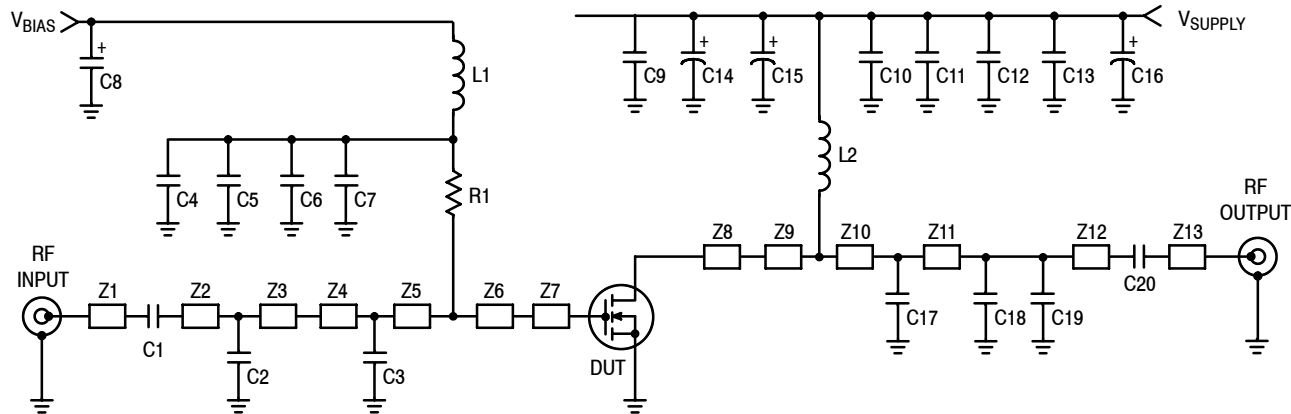 VBIAS
+
C8
L1
C9
+
C14
+
C15
C10
C11
C12
C13
+
C16
VSUPPLY
C4
C5
C6
C7
R1
L2
RF
INPUT
Z1
C1
Z2
C2
Z3
Z4
C3
Z5
Z6
Z7
DUT
Z8
Z9
Z10
C17
Z11
C18
C19
Z12
C20
Z13
RF
OUTPUT